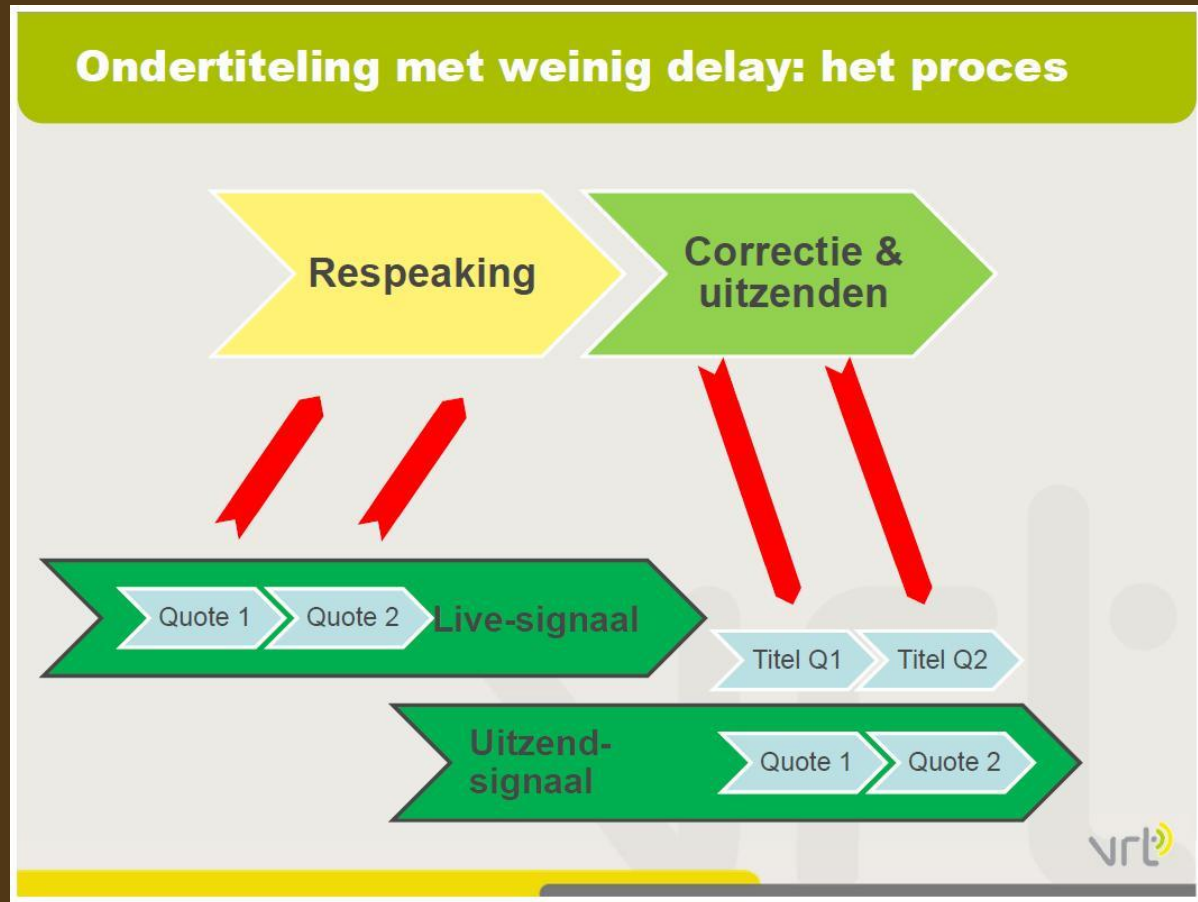 Ondertiteling met weinig delay: het proces
Respeaking
Correctie &
uitzenden
Quote 1
Quote 2
Live-signaal
Titel Q1
Titel Q2
Uitzend-
signaal
Quote 1
Quote 2
vrt